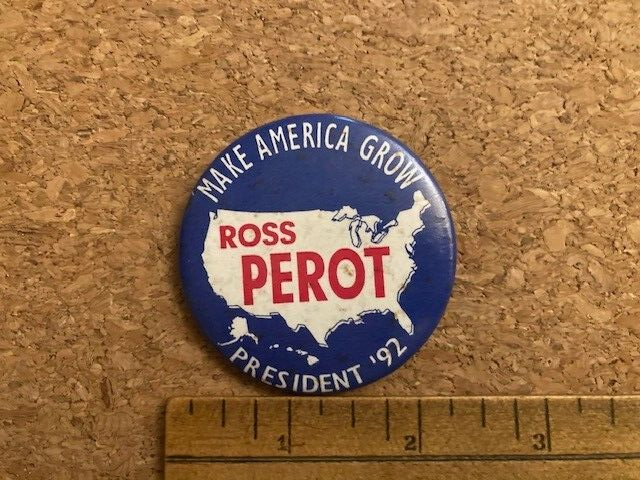 MAKE AMERICA GROW
ROSS
PEROT
PRESIDENT '92
1 2 3